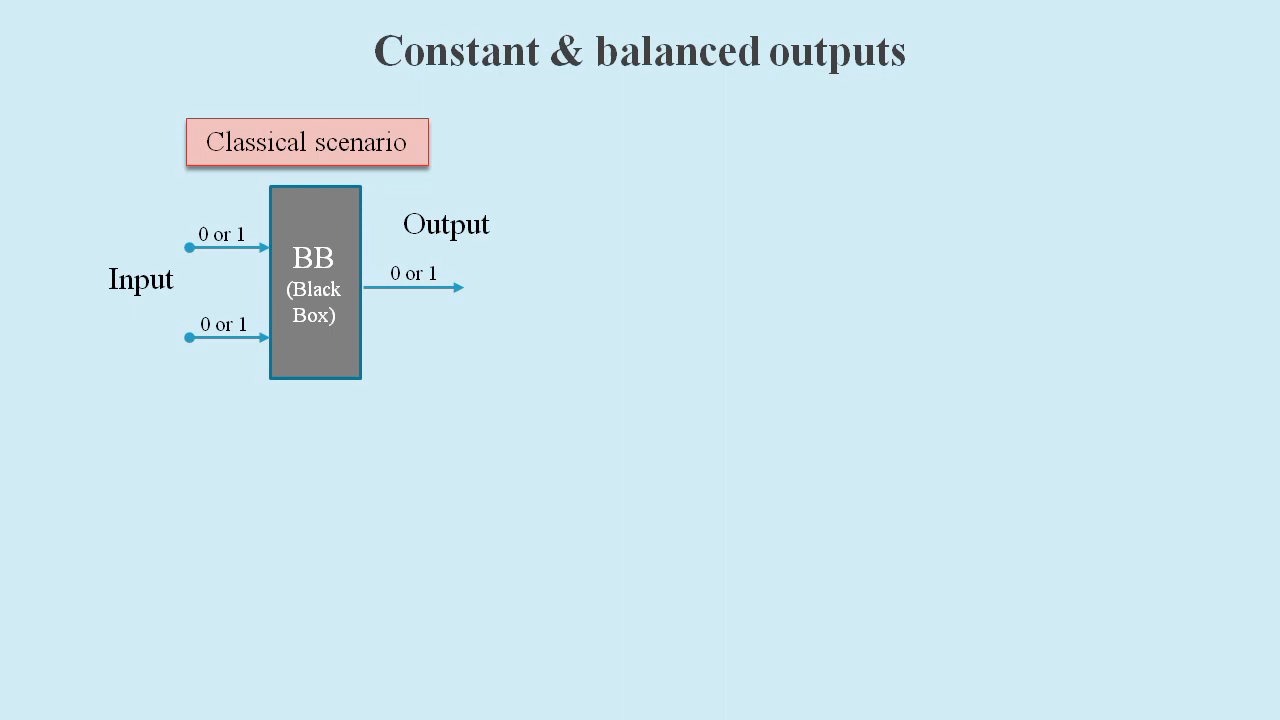 Constant & balanced outputs
Classical scenario
Output
0 or 1
BB
(Black
Box)
0 or 1
Input
0 or 1